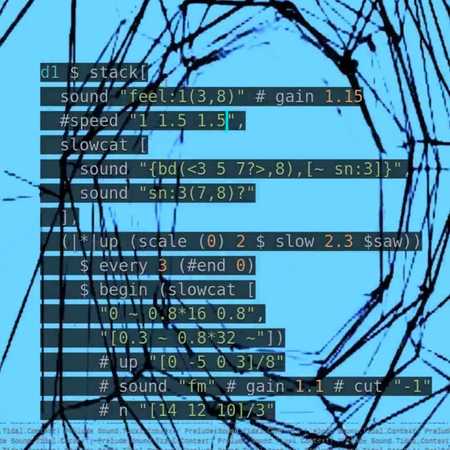 d1 $ stack[
sound "feel:1(3,8)" # gain 1.15
#speed "1 1.5 1.5",
slowcat [
sound "{bd(<3 5 7?>,8),[~ sn:3]}",
sound "sn:3(7,8)?"
],
(|*|up (scale (0) 2 $ slow 2.3 $saw))
$ every 3 (#end 0)
$ begin (slowcat [
"0 ~ 0.8*16 0.8",
"[0.3 ~ 0.8*32 ~"])
# up "[0 -5 0 3]/8"
# sound "fm" # gain 1.1 # cut "-1"
# n "[14 12 10]/3"